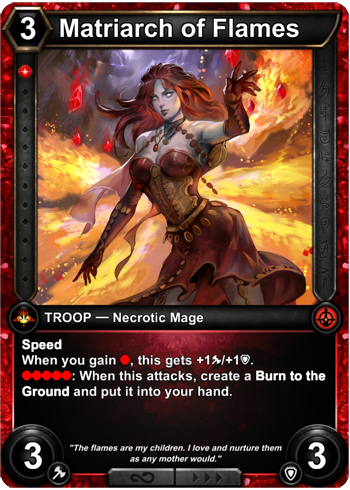 3 Matriarch of Flames
TROOP — Necrotic Mage
Speed
When you gain , this gets +1/+1.
: When this attacks, create a Burn to the
Ground and put it into your hand.
"The flames are my children. I love and nurture them
as any mother would."
3 3